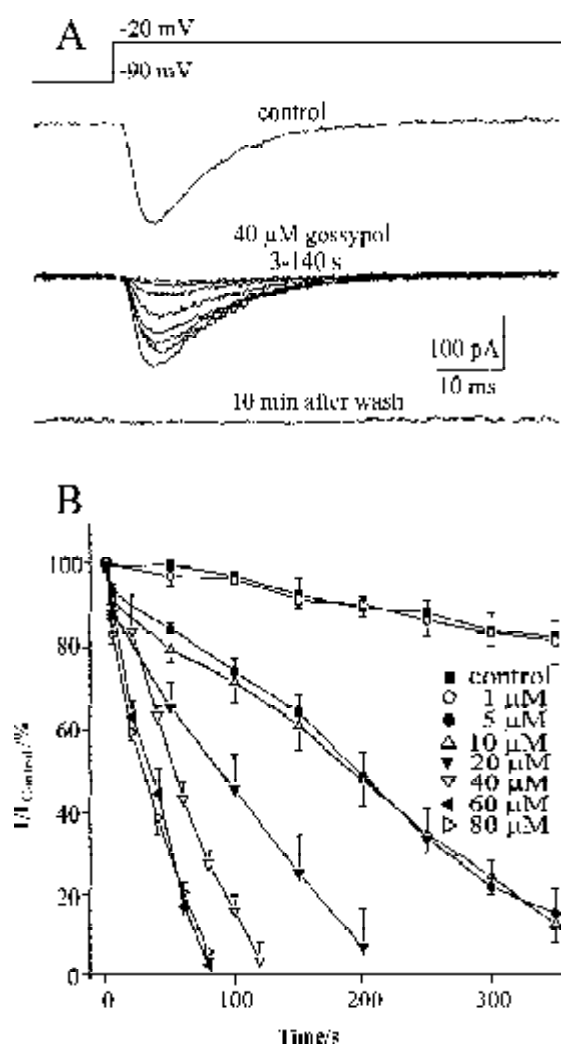 A
-20 mV
-90 mV
control
40 µM gossypol
3-140 s
100 pA
10 ms
10 min after wash
B
100
80
60
40
20
0
I/I Control/%
control
1 µM
5 µM
10 µM
20 µM
40 µM
60 µM
80 µM
0 100 200 300
Time/s